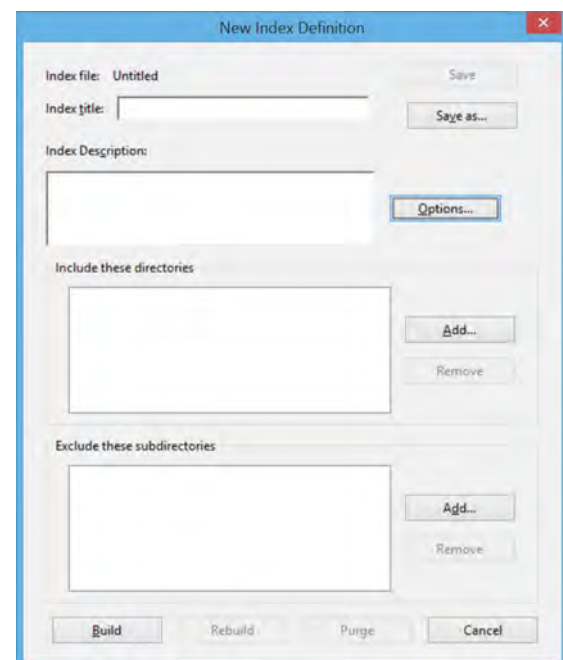 New Index Definition
Index file: Untitled
Save
Index title:
Save as...
Index Description:
Options...
Include these directories
Add...
Remove
Exclude these subdirectories
Add...
Remove
Build Rebuild Purge Cancel